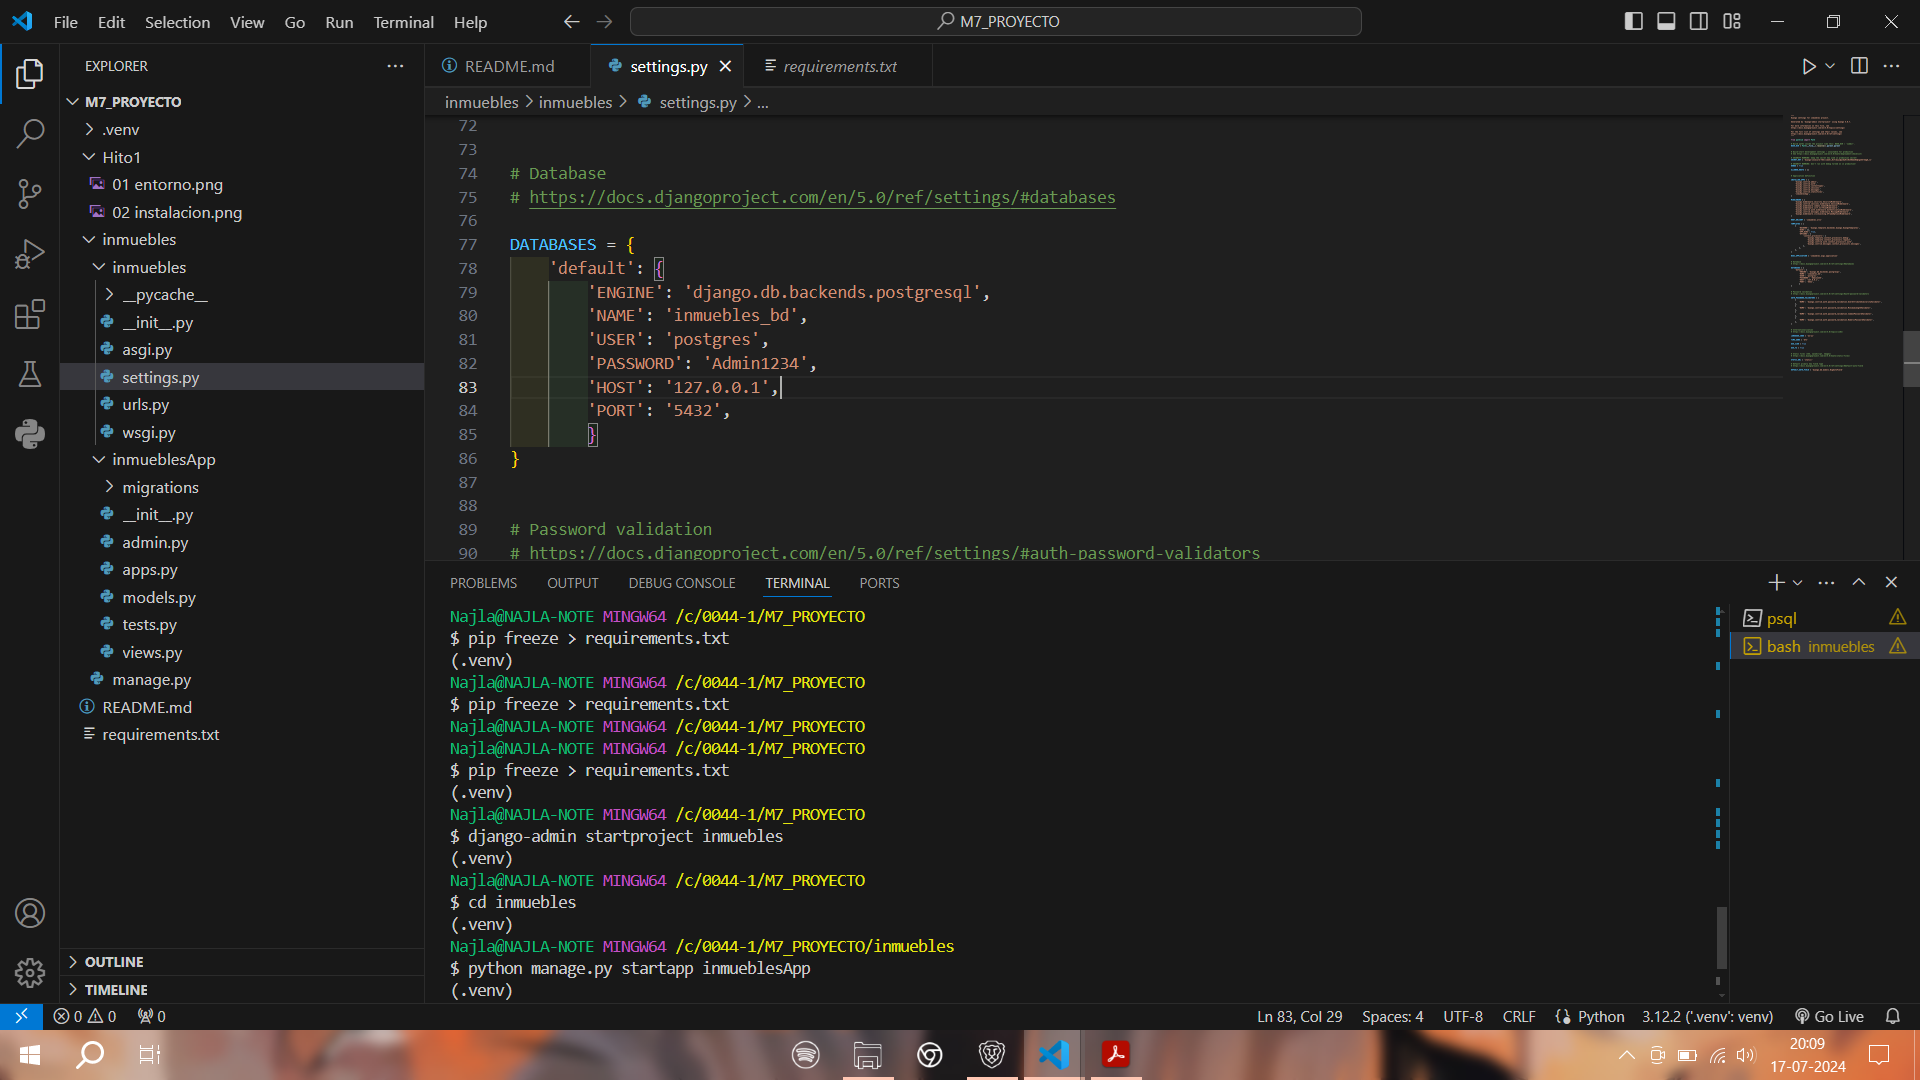 File Edit Selection View Go Run Terminal Help
M7_PROYECTO
EXPLORER
M7_PROYECTO
.venv
Hito1
01 entorno.png
02 instalacion.png
inmuebles
inmuebles
__pycache__
__init__.py
asgi.py
settings.py
urls.py
wsgi.py
inmueblesApp
migrations
__init__.py
admin.py
apps.py
models.py
tests.py
views.py
manage.py
README.md
requirements.txt
OUTLINE
TIMELINE
README.md
settings.py
requirements.txt
inmuebles > inmuebles > settings.py > ...
72
73
74 # Database
75 # https://docs.djangoproject.com/en/5.0/ref/settings/#databases
76
77 DATABASES = {
78 'default': {
79 'ENGINE': 'django.db.backends.postgresql',
80 'NAME': 'inmuebles_bd',
81 'USER': 'postgres',
82 'PASSWORD': 'Admin1234',
83 'HOST': '127.0.0.1',
84 'PORT': '5432',
85 }
86 }
87
88
89 # Password validation
90 # https://docs.djangoproject.com/en/5.0/ref/settings/#auth-password-validators
PROBLEMS OUTPUT DEBUG CONSOLE TERMINAL PORTS
Najla@NAJLA-NOTE MINGW64 /c/0044-1/M7_PROYECTO
$ pip freeze > requirements.txt
(.venv)
Najla@NAJLA-NOTE MINGW64 /c/0044-1/M7_PROYECTO
$ pip freeze > requirements.txt
Najla@NAJLA-NOTE MINGW64 /c/0044-1/M7_PROYECTO
Najla@NAJLA-NOTE MINGW64 /c/0044-1/M7_PROYECTO
$ pip freeze > requirements.txt
(.venv)
Najla@NAJLA-NOTE MINGW64 /c/0044-1/M7_PROYECTO
$ django-admin startproject inmuebles
(.venv)
Najla@NAJLA-NOTE MINGW64 /c/0044-1/M7_PROYECTO
$ cd inmuebles
(.venv)
Najla@NAJLA-NOTE MINGW64 /c/0044-1/M7_PROYECTO/inmuebles
$ python manage.py startapp inmueblesApp
(.venv)
psql
bash inmuebles
0 0 0
Ln 83, Col 29 Spaces: 4 UTF-8 CRLF Python 3.12.2 ('.venv': venv) Go Live
20:09
17-07-2024